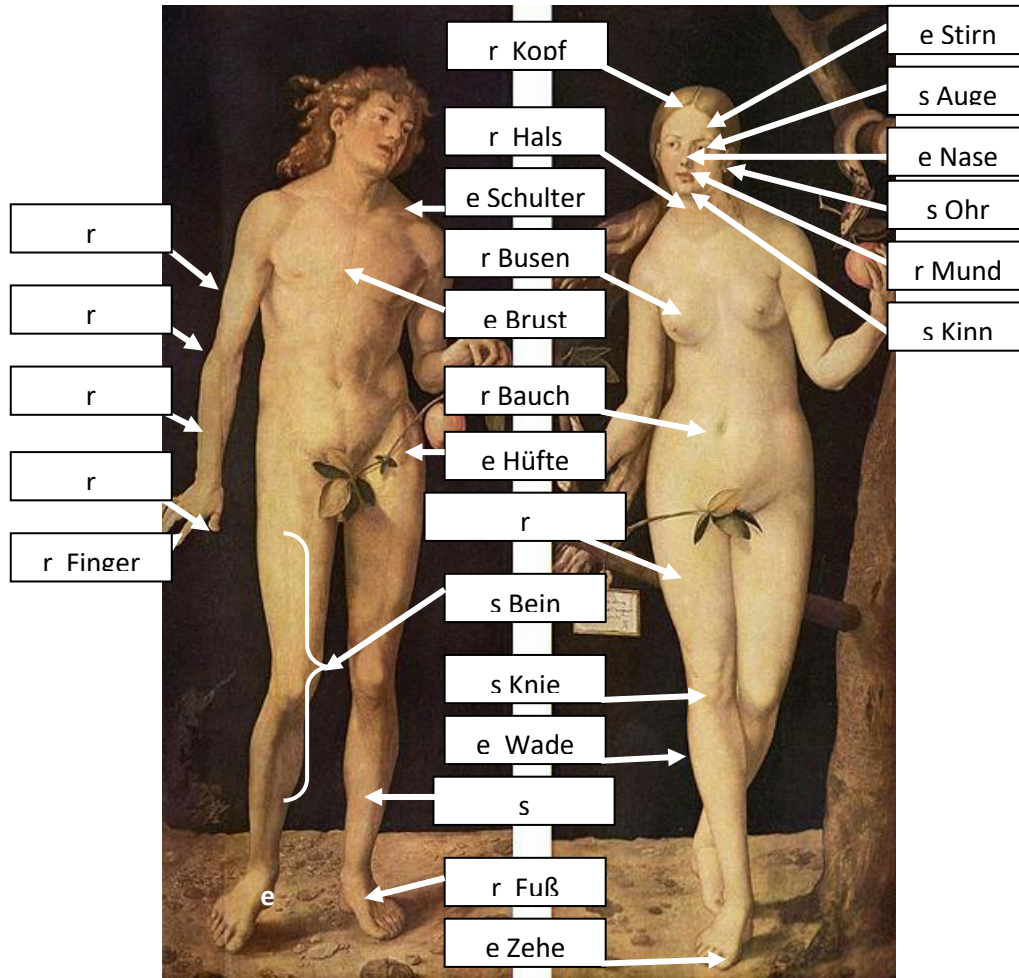 r Kopf
r Hals
e Schulter
r Busen
e Brust
r Bauch
e Hüfte
r
s Bein
s Knie
e Wade
s
r Fuß
e Zehe
e Stirn
s Auge
e Nase
s Ohr
r Mund
s Kinn
r
r
r
r
r Finger
e